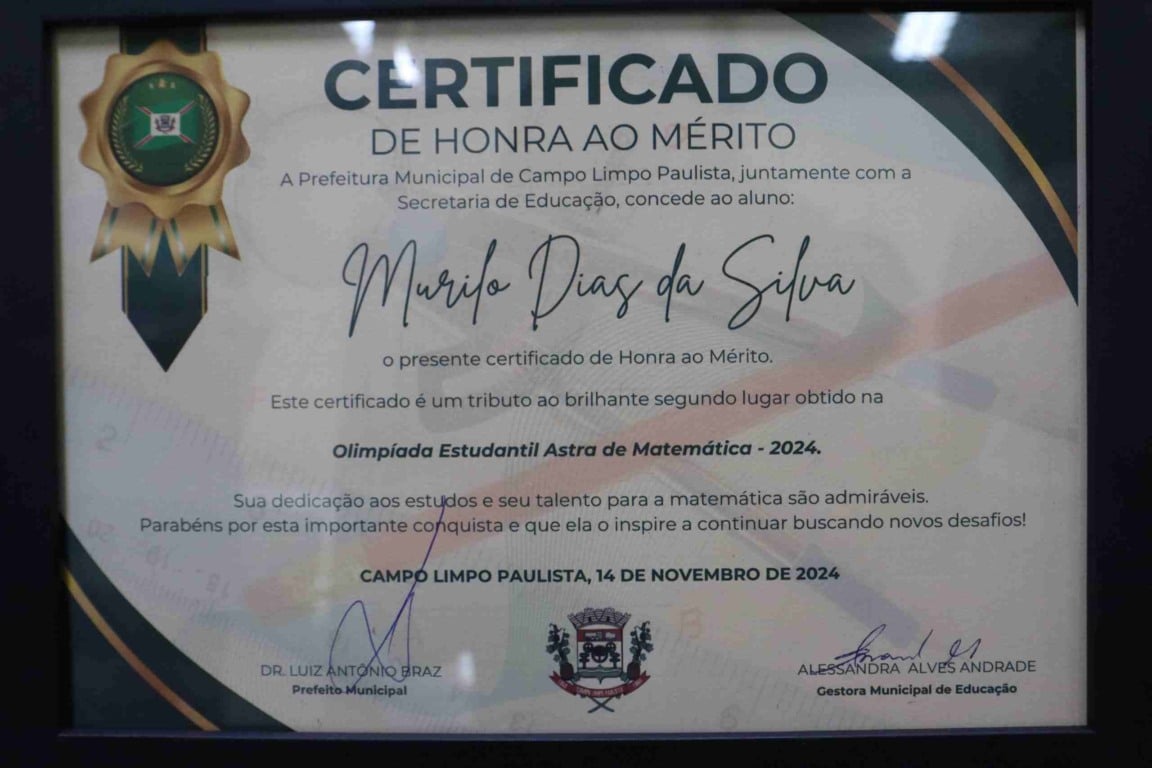 CERTIFICADO
DE HONRA AO MÉRITO
A Prefeitura Municipal de Campo Limpo Paulista, juntamente com a
Secretaria de Educação, concede ao aluno:
Murilo Dias da Silva
o presente certificado de Honra ao Mérito.
Este certificado é um tributo ao brilhante segundo lugar obtido na
Olimpíada Estudantil Astra de Matemática - 2024.
Sua dedicação aos estudos e seu talento para a matemática são admiráveis.
Parabéns por esta importante conquista e que ela o inspire a continuar buscando novos desafios!
CAMPO LIMPO PAULISTA, 14 DE NOVEMBRO DE 2024
DR. LUIZ ANTÔNIO BRAZ
Prefeito Municipal
CAMPO LIMPO PAULISTA
ALESSANDRA ALVES ANDRADE
Gestora Municipal de Educação